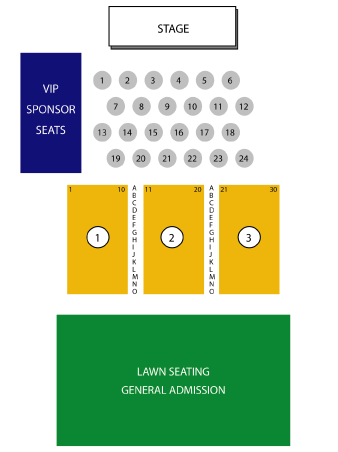 STAGE
VIP
SPONSOR
SEATS
1 2 3 4 5 6
7 8 9 10 11 12
13 14 15 16 17 18
19 20 21 22 23 24
1 10 11 20 21 30
A A
B B
C C
D D
E E
F F
G G
H H
I I
J J
K K
L L
M M
N N
O O
1 2 3
LAWN SEATING
GENERAL ADMISSION